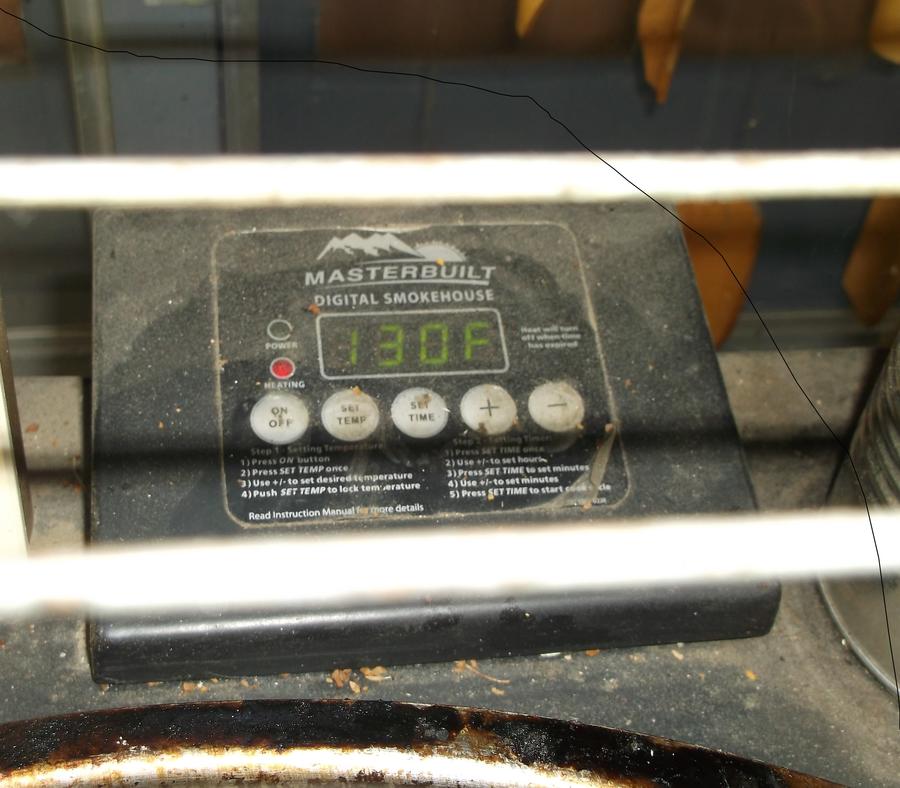 MASTERBUILT
DIGITAL SMOKEHOUSE
130F
POWER
HEATING
Heat will turn
off when time
has expired
ON
OFF
SET
TEMP
SET
TIME
+
−
Step 1 - Setting Temperature
1) Press ON button
2) Press SET TEMP once
3) Use +/- to set desired temperature
4) Push SET TEMP to lock temperature
Read Instruction Manual for more details
Step 2 - Setting Timer
1) Press SET TIME once
2) Use +/- to set hours
3) Press SET TIME to set minutes
4) Use +/- to set minutes
5) Press SET TIME to start cook cycle